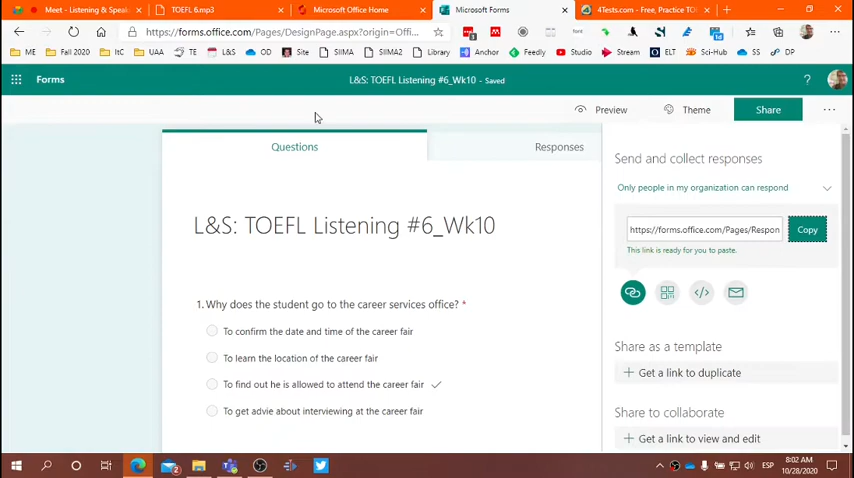 Meet - Listening & Speak
TOEFL 6.mp3
Microsoft Office Home
Microsoft Forms
4Tests.com - Free, Practice TO
https://forms.office.com/Pages/DesignPage.aspx?origin=Offi...
ME
Fall 2020
ItC
UAA
TE
L&S
OD
Site
SIIMA
SIIMA2
Library
Anchor
Feedly
Studio
Stream
ELT
Sci-Hub
SS
DP
Forms
L&S: TOEFL Listening #6_Wk10 - Saved
?
Preview
Theme
Share
Questions
Responses
L&S: TOEFL Listening #6_Wk10
1. Why does the student go to the career services office? *
To confirm the date and time of the career fair
To learn the location of the career fair
To find out he is allowed to attend the career fair
To get advie about interviewing at the career fair
Send and collect responses
Only people in my organization can respond
https://forms.office.com/Pages/Respon
Copy
This link is ready for you to paste.
Share as a template
Get a link to duplicate
Share to collaborate
Get a link to view and edit
ESP
8:02 AM
10/28/2020